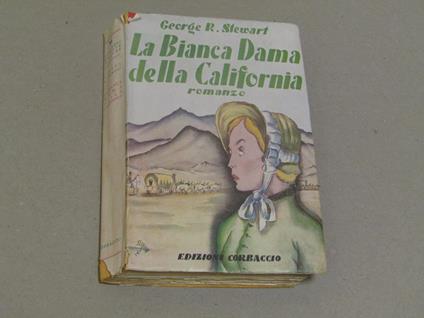 George R. Stewart
La Bianca Dama
della California
romanzo
EDIZIONI CORBACCIO